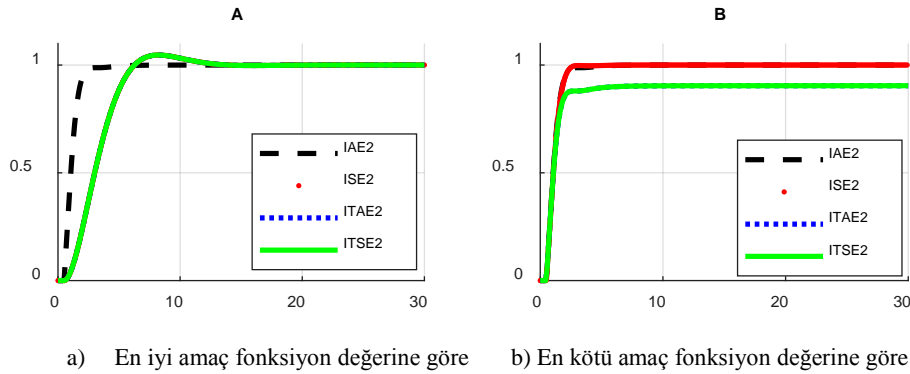 A
1
0.5
0
0
10
20
30
IAE2
ISE2
ITAE2
ITSE2
B
1
0.5
0
0
10
20
30
IAE2
ISE2
ITAE2
ITSE2
a) En iyi amaç fonksiyon değerine göre
b) En kötü amaç fonksiyon değerine göre